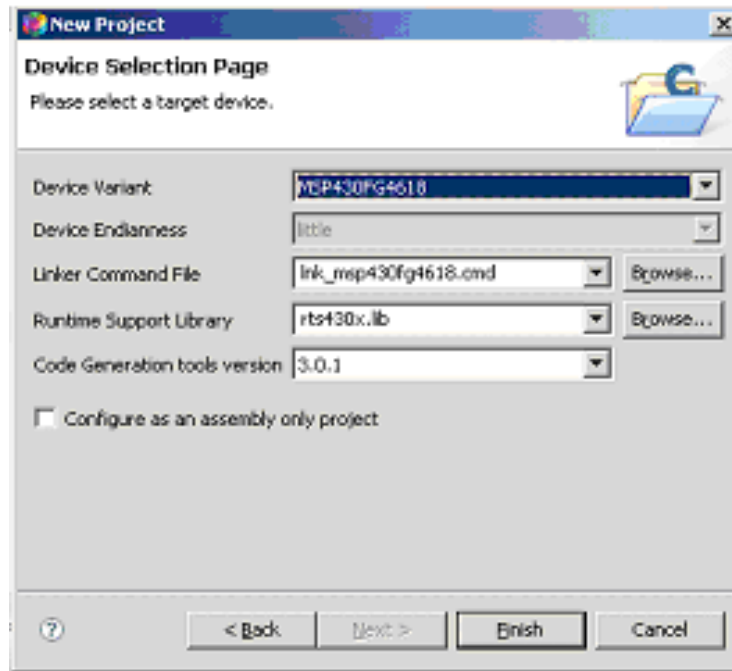 New Project
Device Selection Page
Please select a target device.
Device Variant MSP430FG4618
Device Endianness little
Linker Command File lnk_msp430fg4618.cmd Browse...
Runtime Support Library rts430x.lib Browse...
Code Generation tools version 3.0.1
Configure as an assembly only project
< Back Next > Finish Cancel